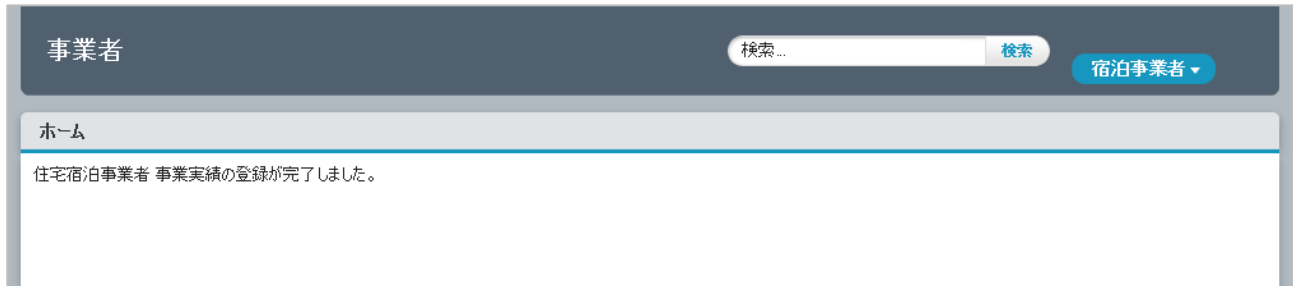 事業者
検索...
検索
宿泊事業者▼
ホーム
住宅宿泊事業者 事業実績の登録が完了しました。